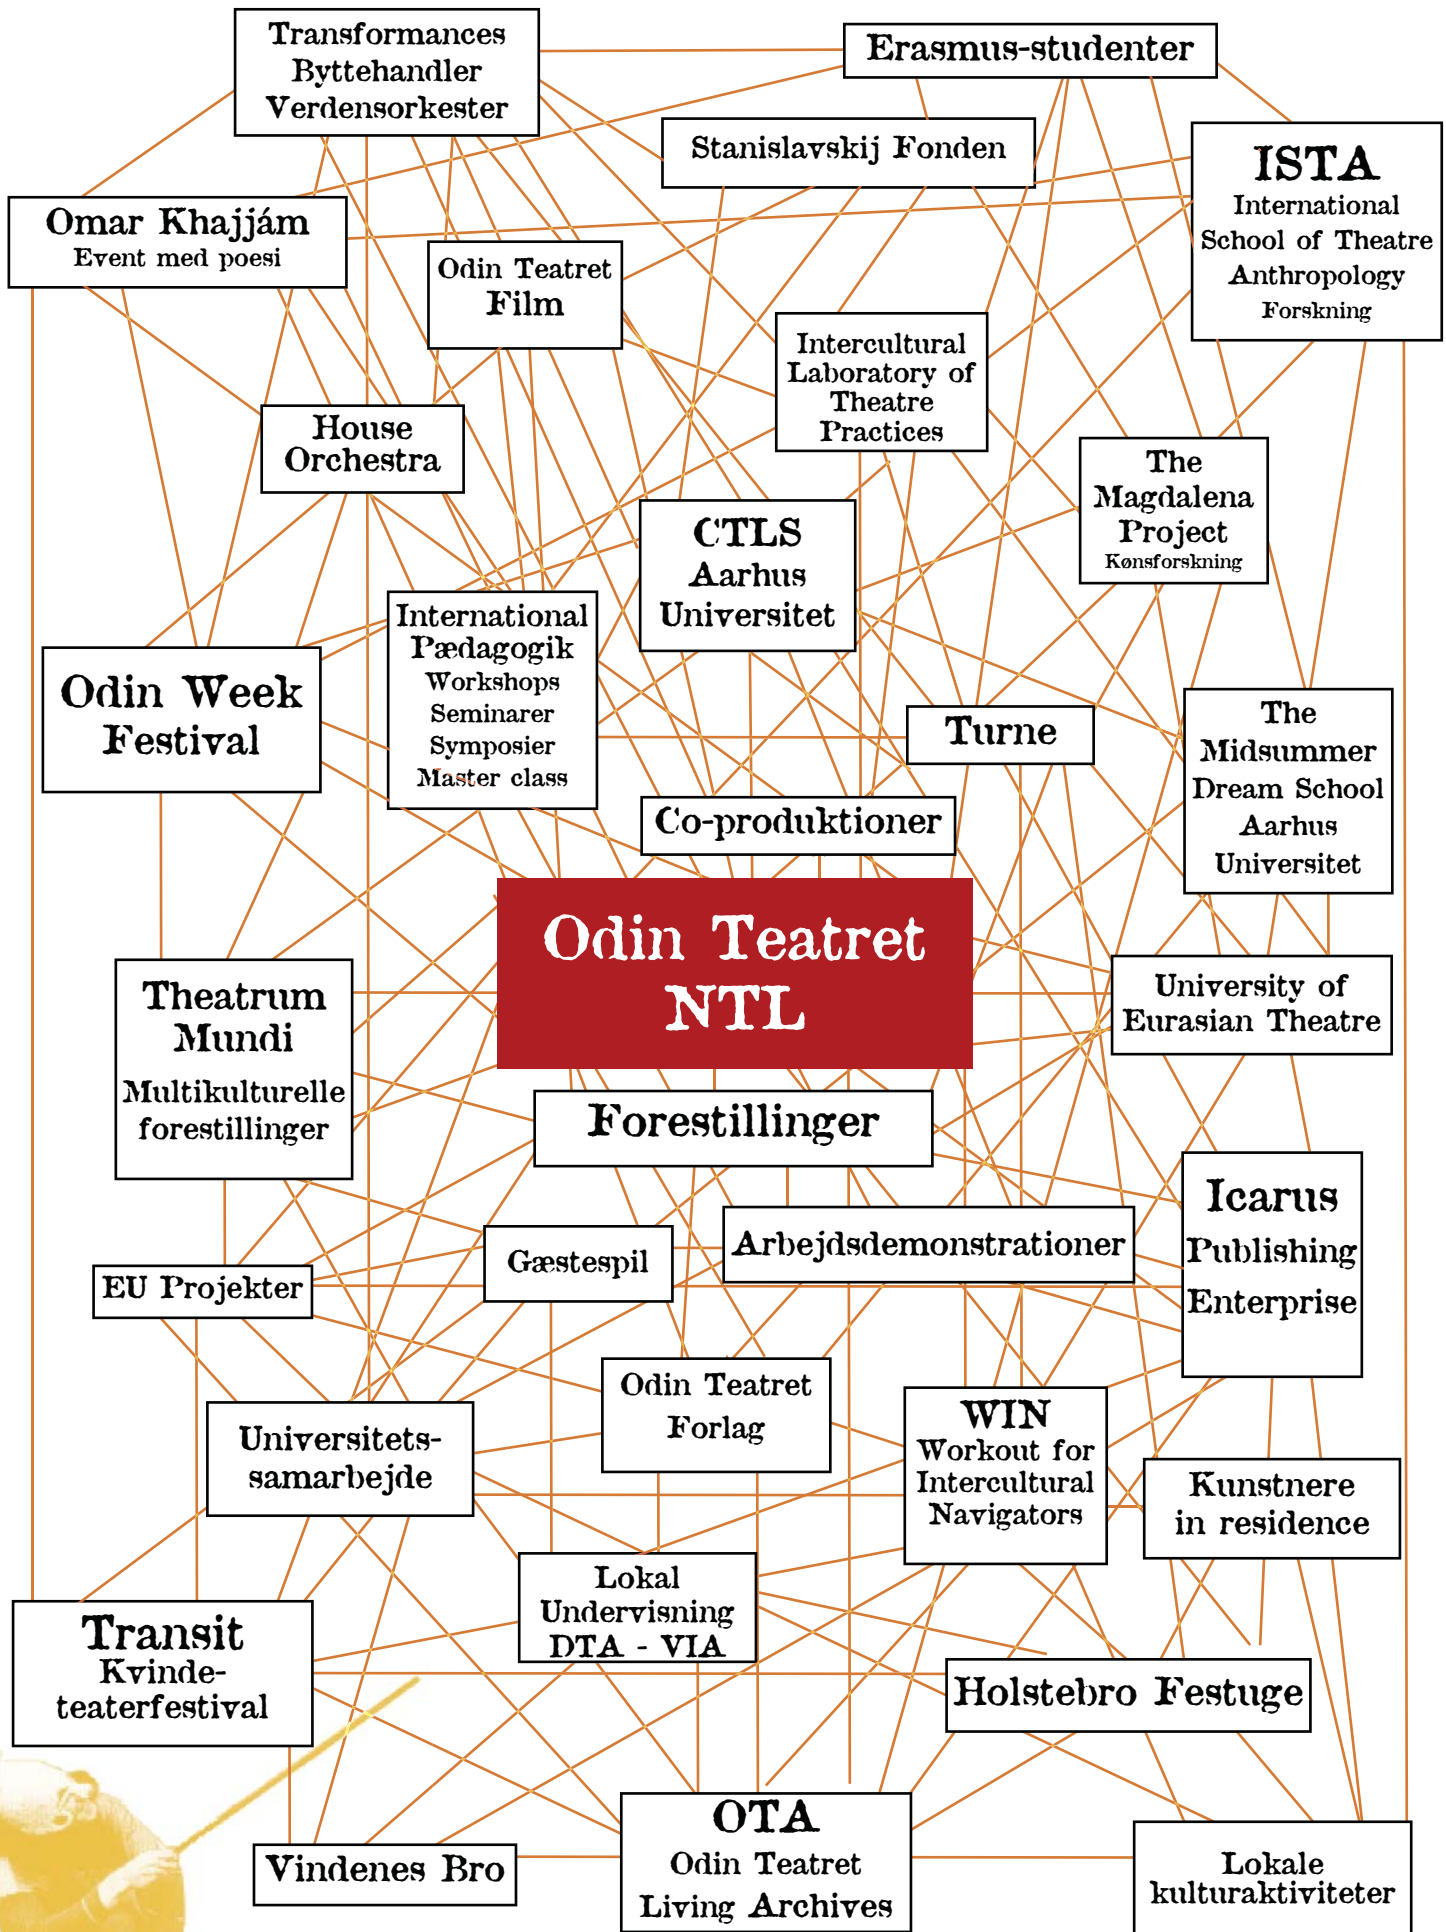 Transformances
Byttehandler
Verdensorkester
Erasmus-studenter
Stanislavskij Fonden
ISTA
International
School of Theatre
Anthropology
Forskning
Omar Khajjám
Event med poesi
Odin Teatret
Film
Intercultural
Laboratory of
Theatre
Practices
House
Orchestra
The
Magdalena
Project
Kønsforskning
CTLS
Aarhus
Universitet
International
Pædagogik
Workshops
Seminarer
Symposier
Master class
Odin Week
Festival
Turne
The
Midsummer
Dream School
Aarhus
Universitet
Co-produktioner
Odin Teatret
NTL
University of
Eurasian Theatre
Theatrum
Mundi
Multikulturelle
forestillinger
Forestillinger
Icarus
Publishing
Enterprise
Arbejdsdemonstrationer
Gæstespil
EU Projekter
Odin Teatret
Forlag
WIN
Workout for
Intercultural
Navigators
Universitets-
samarbejde
Kunstnere
in residence
Lokal
Undervisning
DTA - VIA
Transit
Kvinde-
teaterfestival
Holstebro Festuge
OTA
Odin Teatret
Living Archives
Vindenes Bro
Lokale
kulturaktiviteter